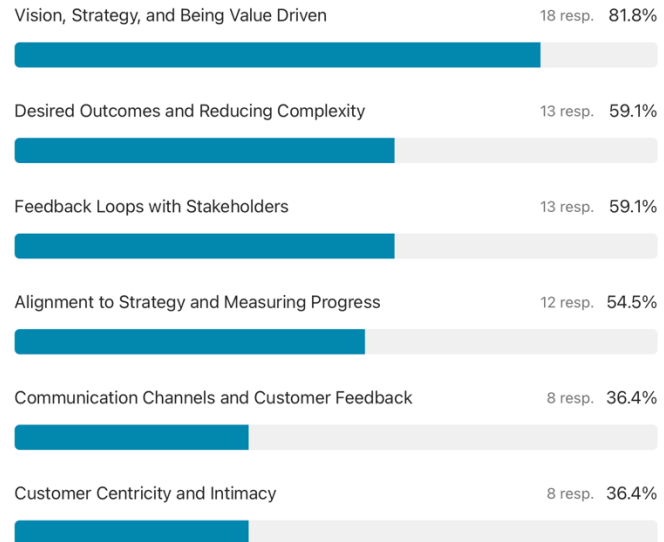 Vision, Strategy, and Being Value Driven 18 resp. 81.8%
Desired Outcomes and Reducing Complexity 13 resp. 59.1%
Feedback Loops with Stakeholders 13 resp. 59.1%
Alignment to Strategy and Measuring Progress 12 resp. 54.5%
Communication Channels and Customer Feedback 8 resp. 36.4%
Customer Centricity and Intimacy 8 resp. 36.4%